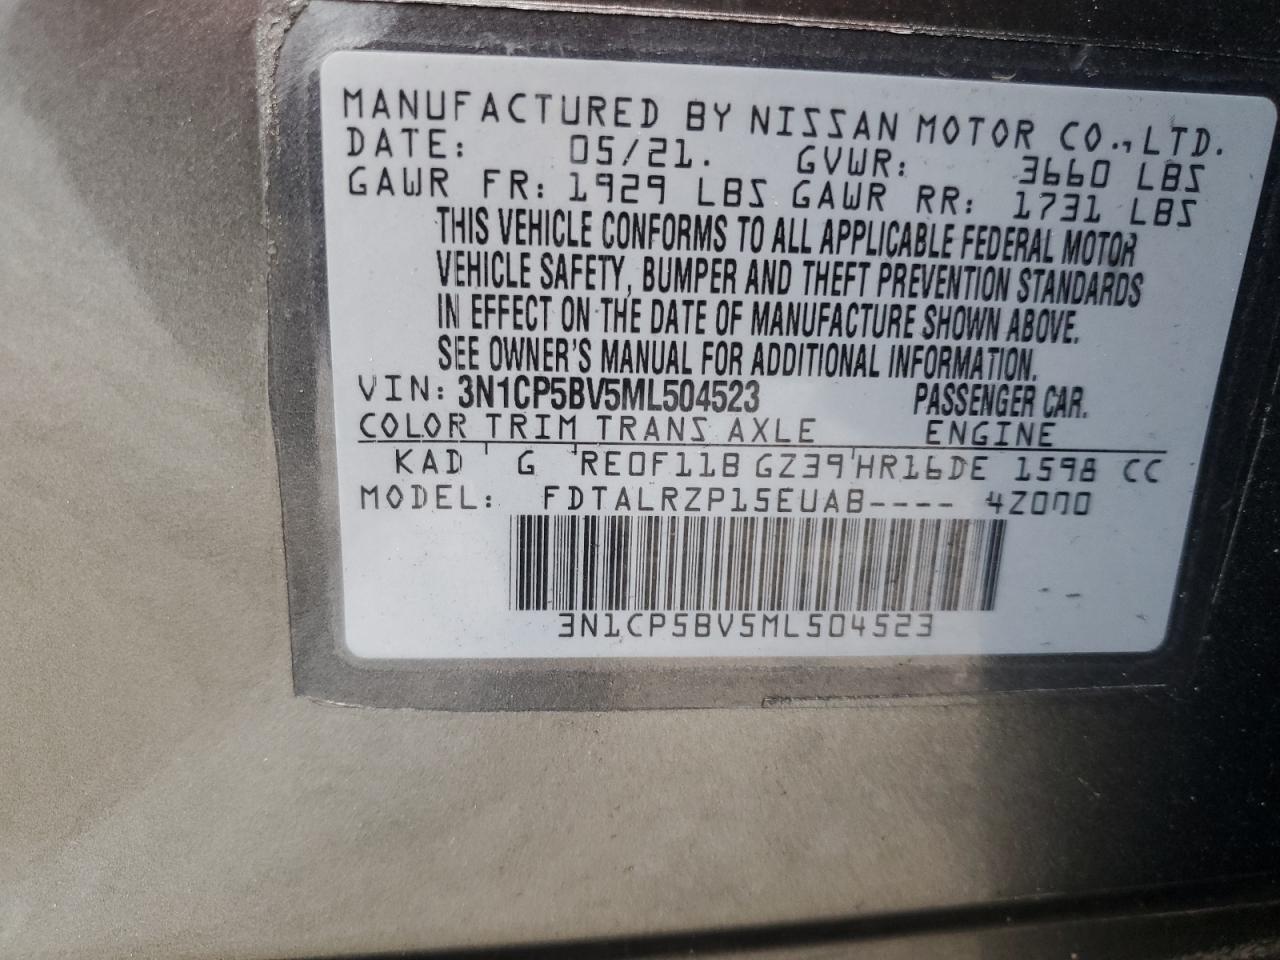 MANUFACTURED BY NISSAN MOTOR CO.,LTD.
DATE: 05/21. GVWR: 3660 LBS
GAWR FR: 1929 LBS GAWR RR: 1731 LBS
THIS VEHICLE CONFORMS TO ALL APPLICABLE FEDERAL MOTOR
VEHICLE SAFETY, BUMPER AND THEFT PREVENTION STANDARDS
IN EFFECT ON THE DATE OF MANUFACTURE SHOWN ABOVE.
SEE OWNER'S MANUAL FOR ADDITIONAL INFORMATION.
VIN: 3N1CP5BV5ML504523 PASSENGER CAR.
COLOR TRIM TRANS AXLE ENGINE
KAD G RE0F11B GZ39 HR16DE 1598 CC
MODEL: FDTALRZP15EUAB---- 4Z000
3N1CP5BV5ML504523